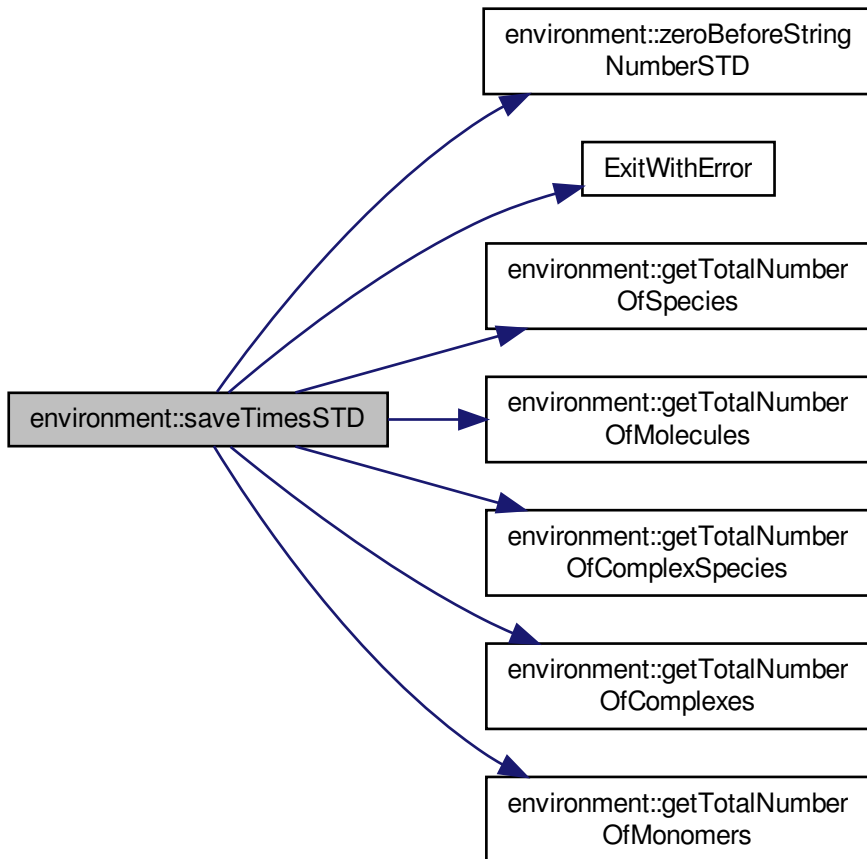 environment::zeroBeforeString
NumberSTD
ExitWithError
environment::getTotalNumber
OfSpecies
environment::saveTimesSTD
environment::getTotalNumber
OfMolecules
environment::getTotalNumber
OfComplexSpecies
environment::getTotalNumber
OfComplexes
environment::getTotalNumber
OfMonomers